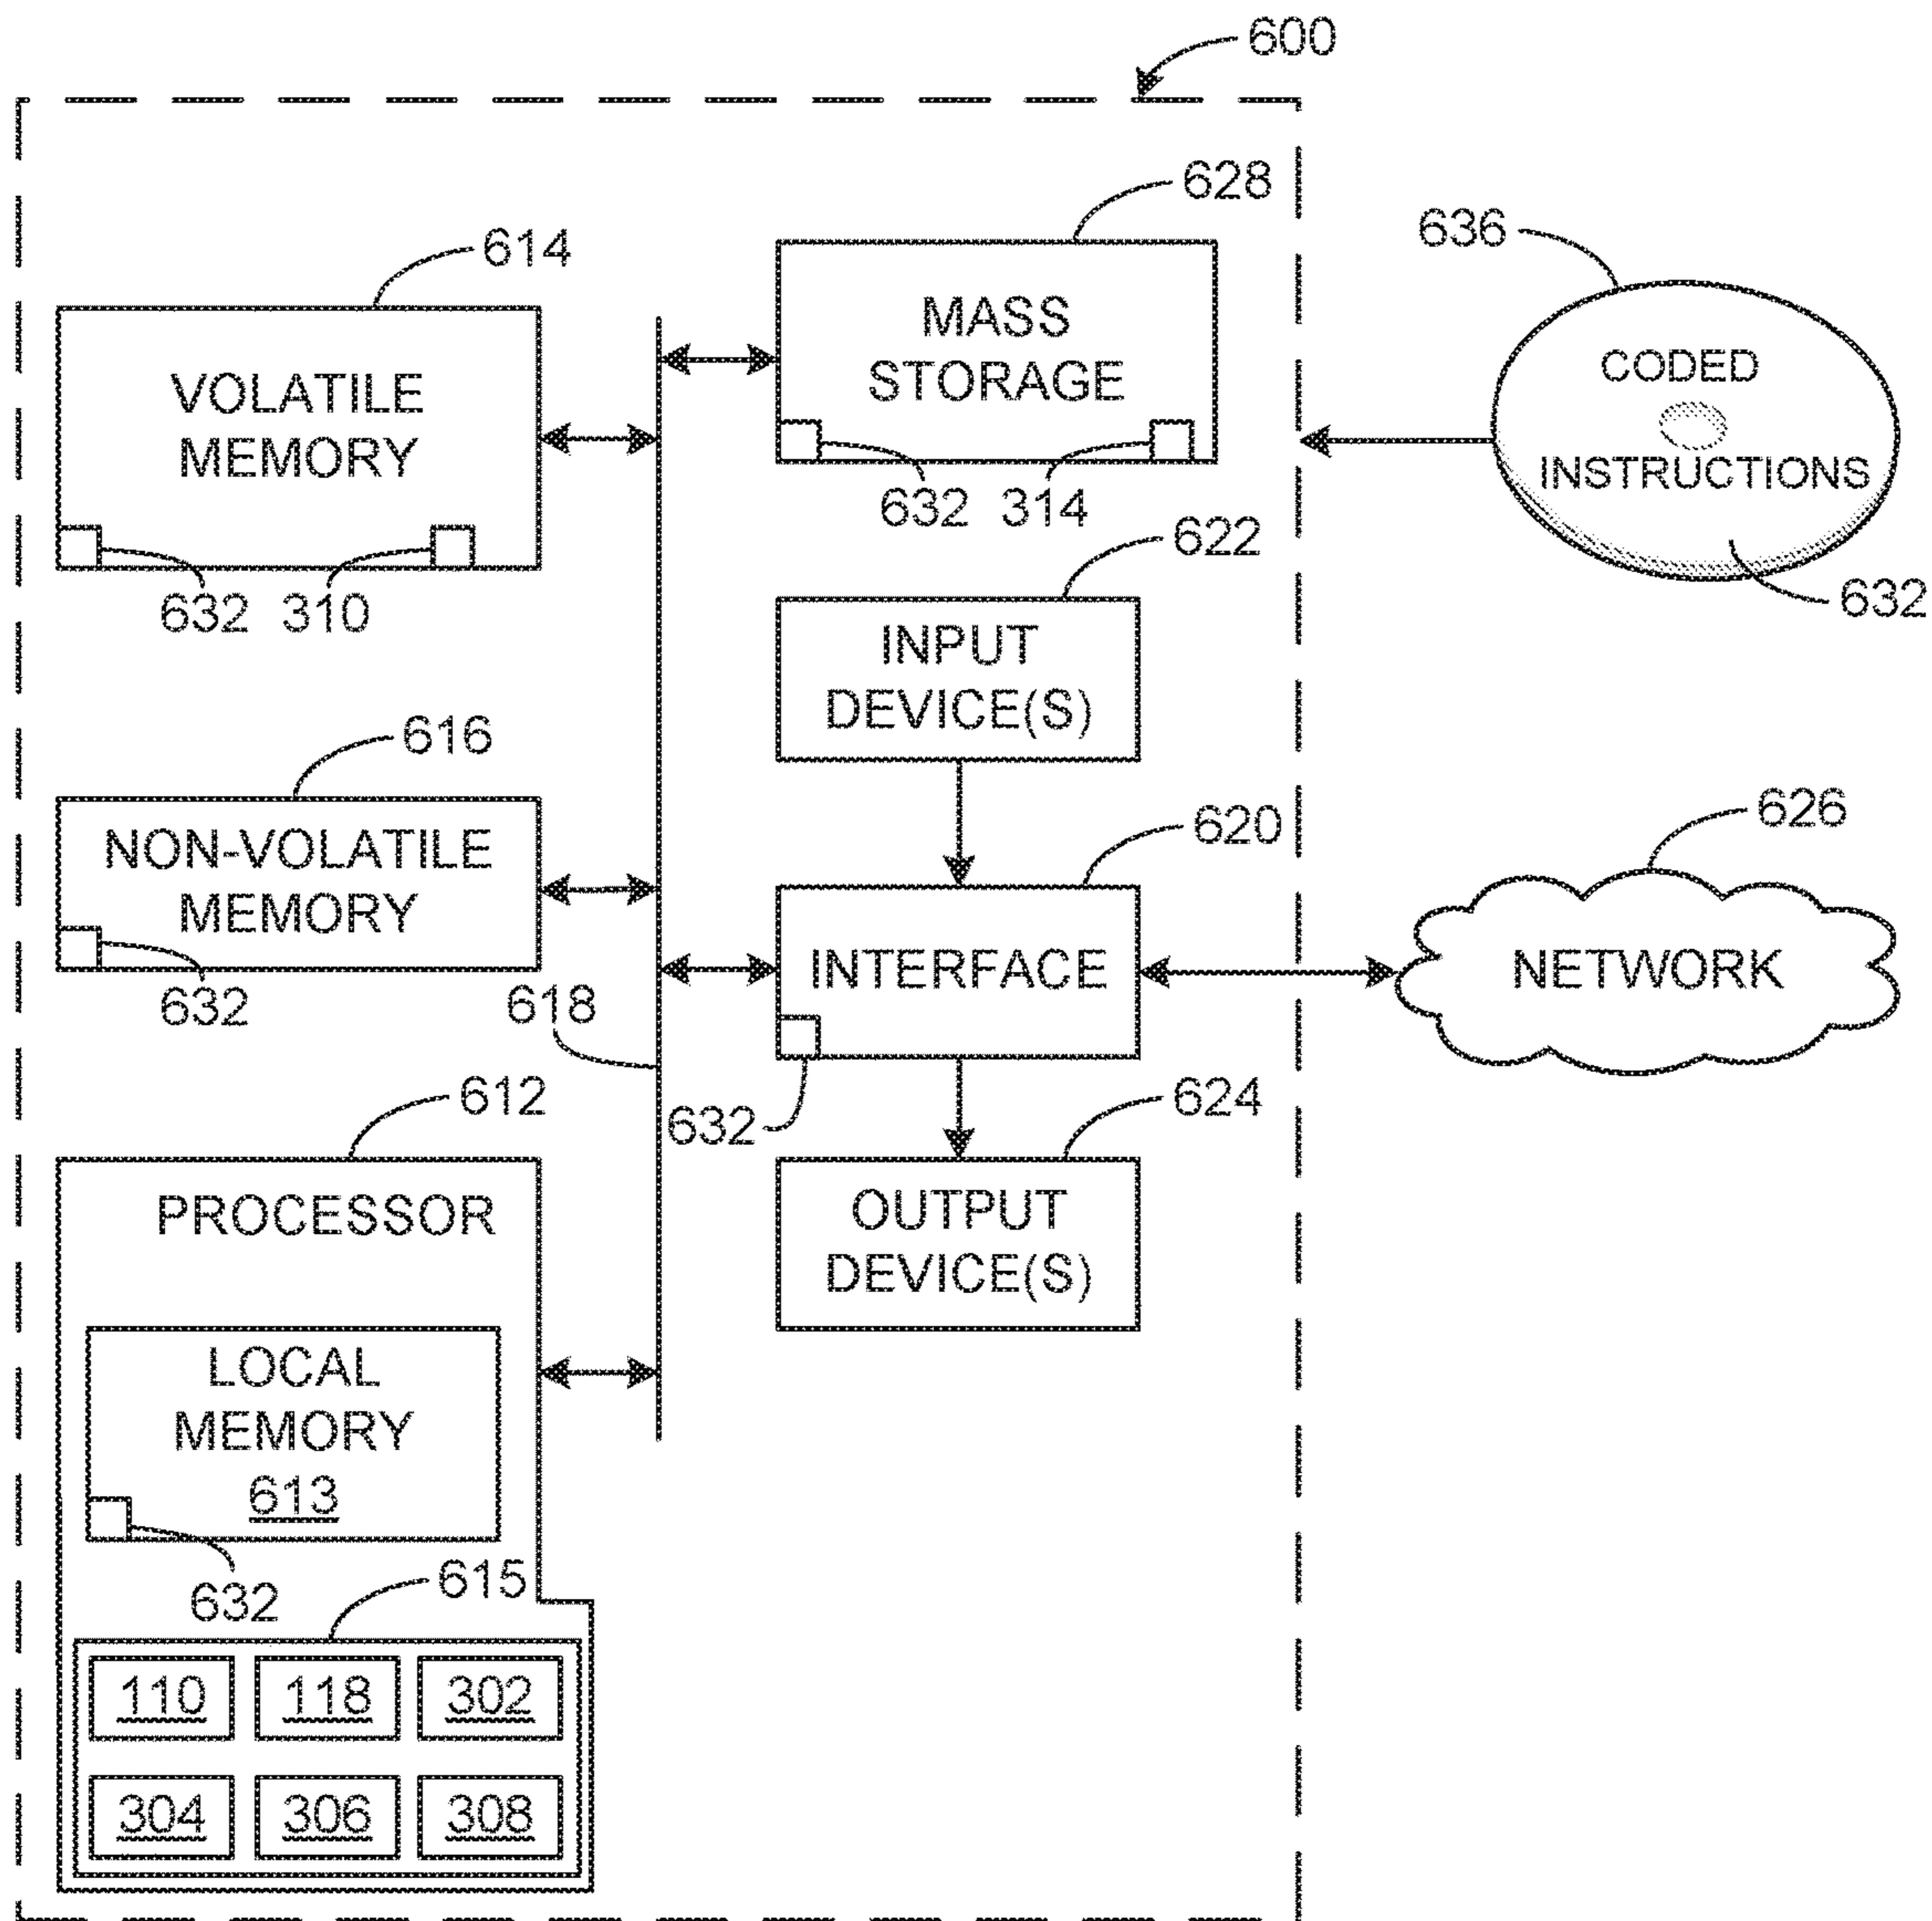 600
628
636
614
MASS
STORAGE
CODED
INSTRUCTIONS
VOLATILE
MEMORY
632 314
622
632
632 310
INPUT
DEVICE(S)
616
620
626
NON-VOLATILE
MEMORY
INTERFACE
NETWORK
632
618
612
632
624
PROCESSOR
OUTPUT
DEVICE(S)
LOCAL
MEMORY
613
632
615
110 118 302
304 306 308